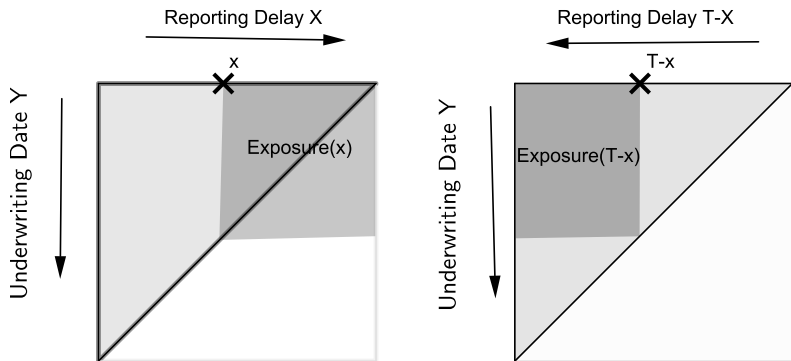 Reporting Delay X
x
Underwriting Date Y
Exposure(x)
Reporting Delay T-X
T-x
Underwriting Date Y
Exposure(T-x)